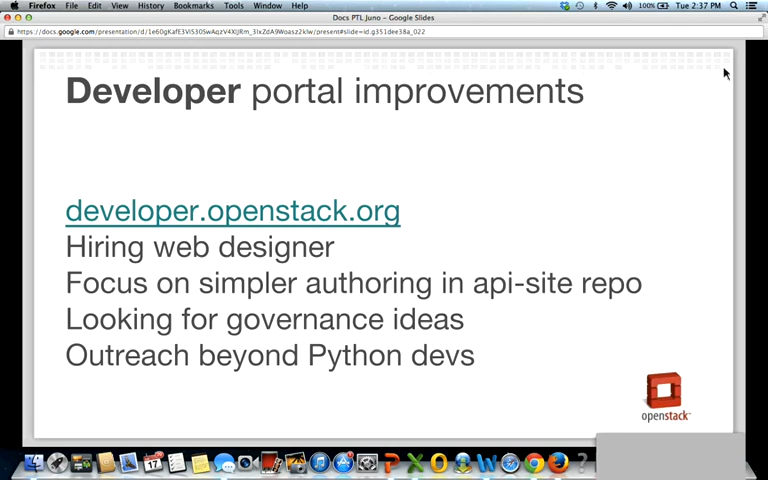 Firefox File Edit View History Bookmarks Tools Window Help 100% Tue 2:37 PM
Docs PTL Juno – Google Slides
Developer portal improvements
developer.openstack.org
Hiring web designer
Focus on simpler authoring in api-site repo
Looking for governance ideas
Outreach beyond Python devs
openstack
17